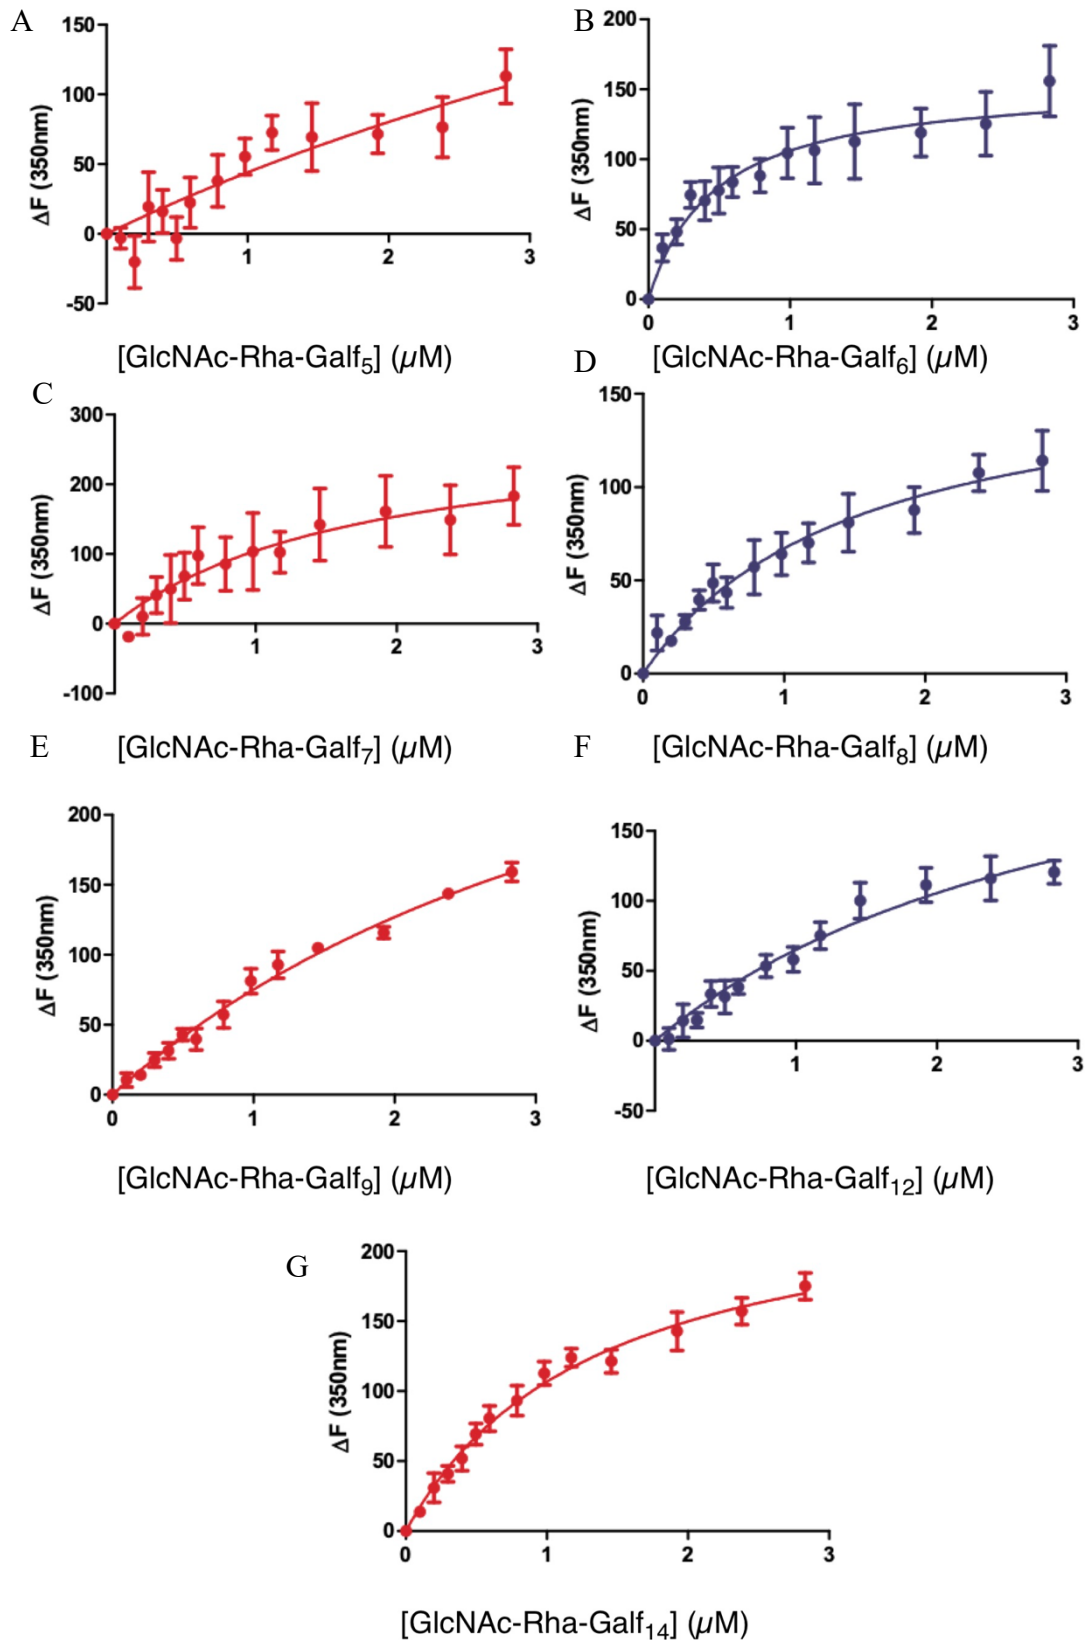 A
150
100
50
0
-50
1
2
3
ΔF (350nm)
[GlcNAc-Rha-Galf5] (µM)
B
200
150
100
50
0
0
1
2
3
ΔF (350nm)
[GlcNAc-Rha-Galf6] (µM)
C
300
200
100
0
-100
1
2
3
ΔF (350nm)
[GlcNAc-Rha-Galf7] (µM)
D
150
100
50
0
0
1
2
3
ΔF (350nm)
[GlcNAc-Rha-Galf8] (µM)
E
200
150
100
50
0
0
1
2
3
ΔF (350nm)
[GlcNAc-Rha-Galf9] (µM)
F
150
100
50
0
-50
1
2
3
ΔF (350nm)
[GlcNAc-Rha-Galf12] (µM)
G
200
150
100
50
0
0
1
2
3
ΔF (350nm)
[GlcNAc-Rha-Galf14] (µM)